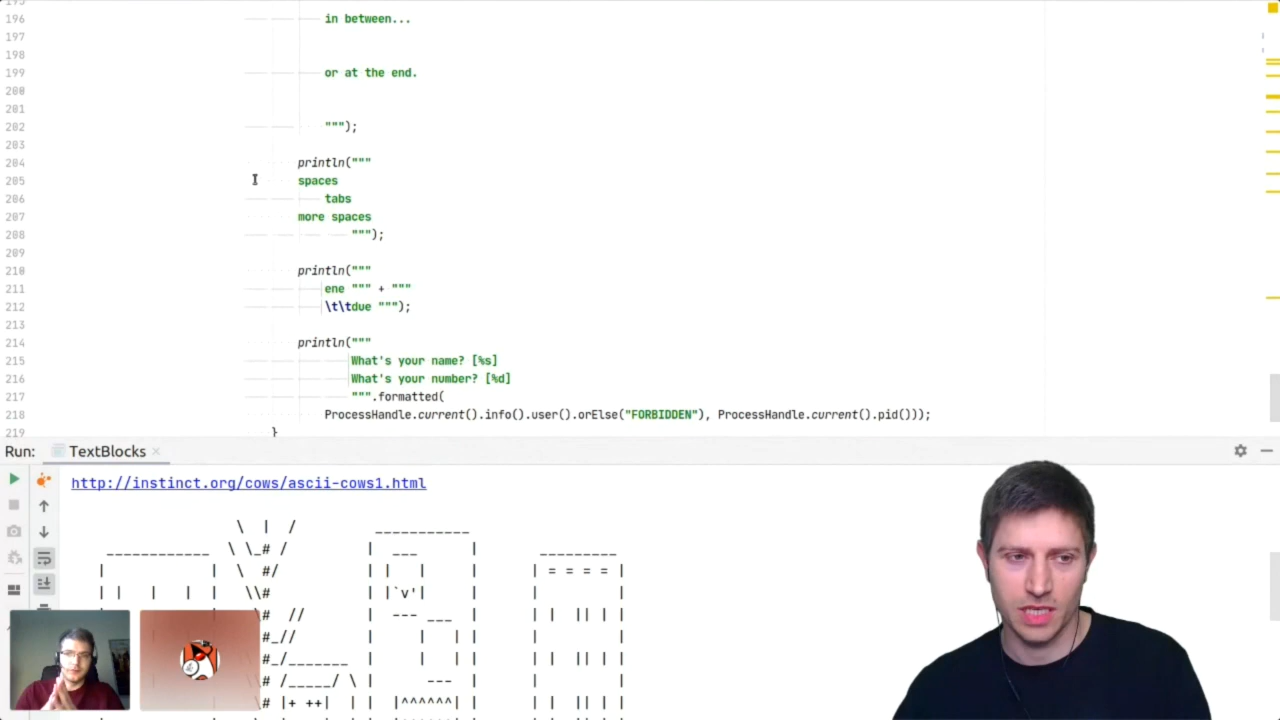 195
196 in between...
197
198
199 or at the end.
200
201
202 """);
203
204 println("""
205 spaces
206 tabs
207 more spaces
208 """);
209
210 println("""
211 ene """ + """
212 \t\tdue """);
213
214 println("""
215 What's your name? [%s]
216 What's your number? [%d]
217 """.formatted(
218 ProcessHandle.current().info().user().orElse("FORBIDDEN"), ProcessHandle.current().pid()));
219 }
Run: TextBlocks
http://instinct.org/cows/ascii-cows1.html